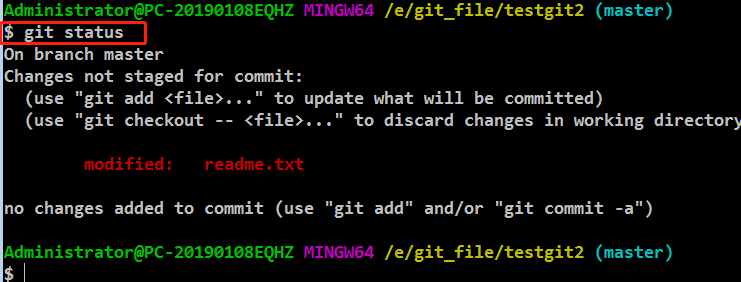 Administrator@PC-20190108EQHZ MINGW64 /e/git_file/testgit2 (master)
$ git status
On branch master
Changes not staged for commit:
  (use "git add <file>..." to update what will be committed)
  (use "git checkout -- <file>..." to discard changes in working directory

        modified:   readme.txt

no changes added to commit (use "git add" and/or "git commit -a")

Administrator@PC-20190108EQHZ MINGW64 /e/git_file/testgit2 (master)
$